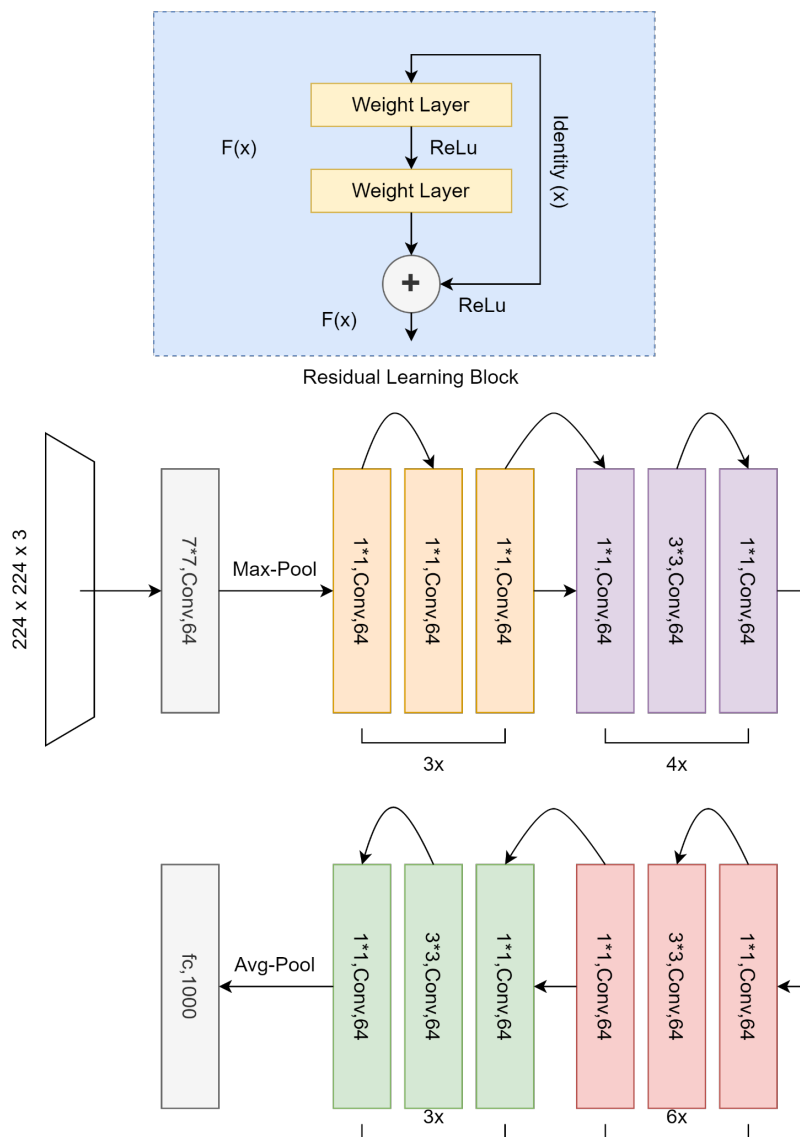 Weight Layer
F(x)
ReLu
Identity (x)
Weight Layer
+
ReLu
F(x)
Residual Learning Block
224 x 224 x 3
7*7,Conv,64
Max-Pool
1*1,Conv,64
1*1,Conv,64
1*1,Conv,64
1*1,Conv,64
3*3,Conv,64
1*1,Conv,64
3x
4x
fc,1000
Avg-Pool
1*1,Conv,64
3*3,Conv,64
1*1,Conv,64
1*1,Conv,64
3*3,Conv,64
1*1,Conv,64
3x
6x